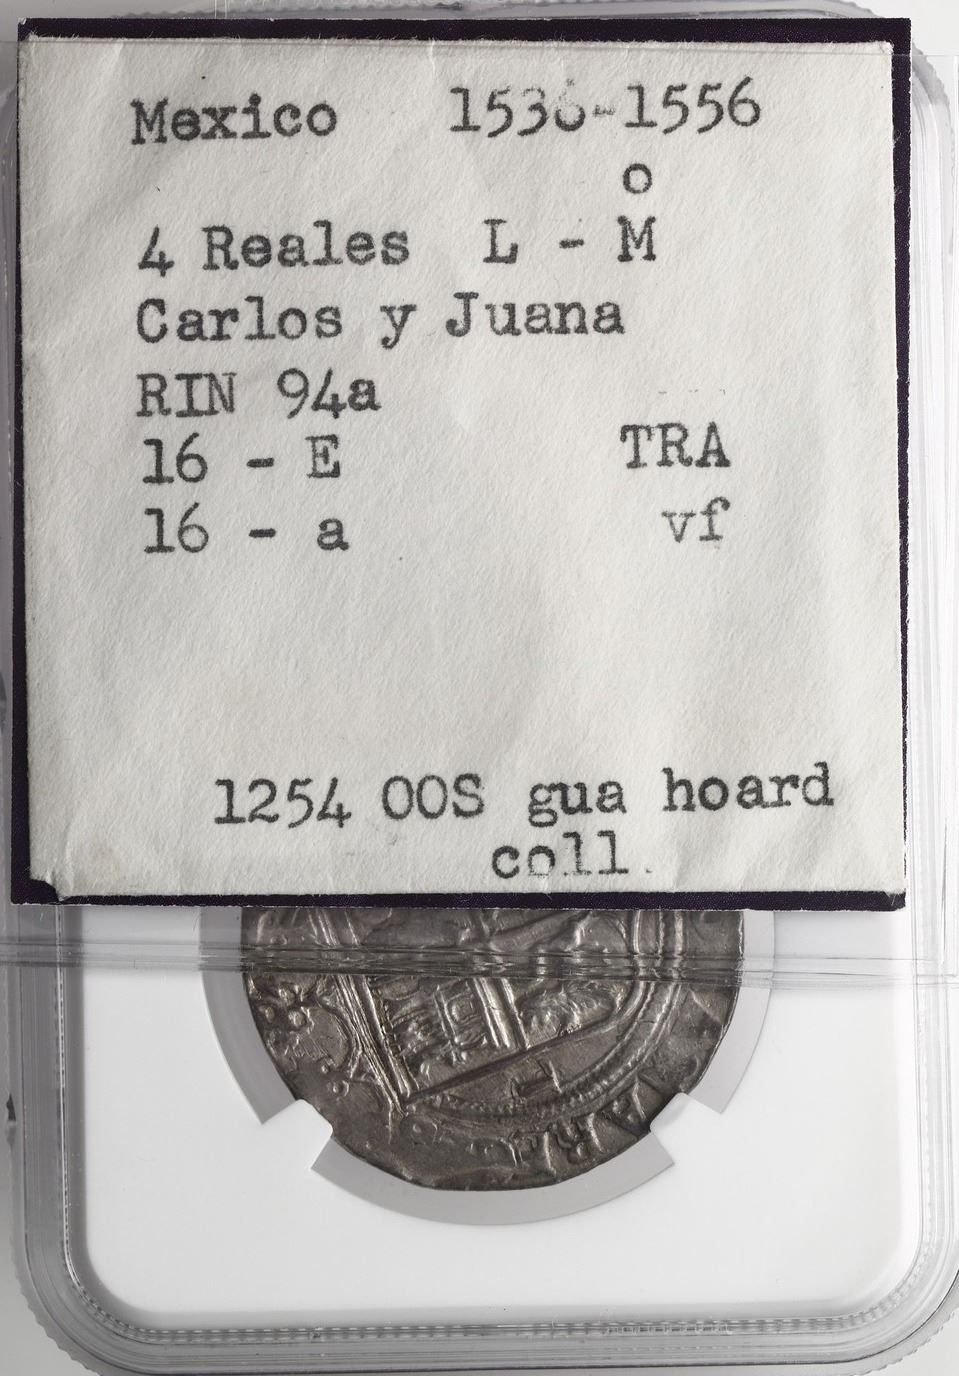 Mexico 1536-1556
o
4 Reales L - M
Carlos y Juana
RIN 94a
16 - E TRA
16 - a vf
1254 OOS gua hoard
coll.